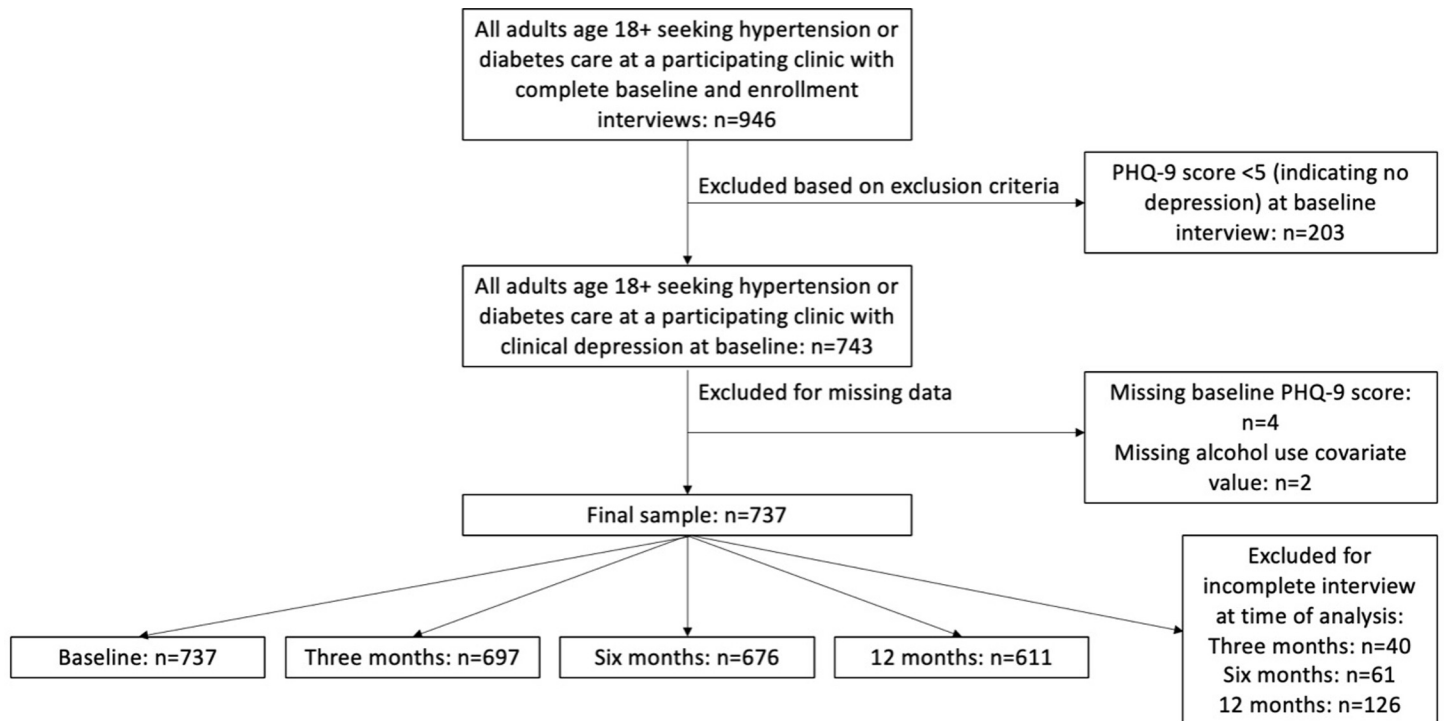 All adults age 18+ seeking hypertension or
diabetes care at a participating clinic with
complete baseline and enrollment
interviews: n=946
Excluded based on exclusion criteria
PHQ-9 score <5 (indicating no
depression) at baseline
interview: n=203
All adults age 18+ seeking hypertension or
diabetes care at a participating clinic with
clinical depression at baseline: n=743
Excluded for missing data
Missing baseline PHQ-9 score:
n=4
Missing alcohol use covariate
value: n=2
Final sample: n=737
Baseline: n=737
Three months: n=697
Six months: n=676
12 months: n=611
Excluded for
incomplete interview
at time of analysis:
Three months: n=40
Six months: n=61
12 months: n=126